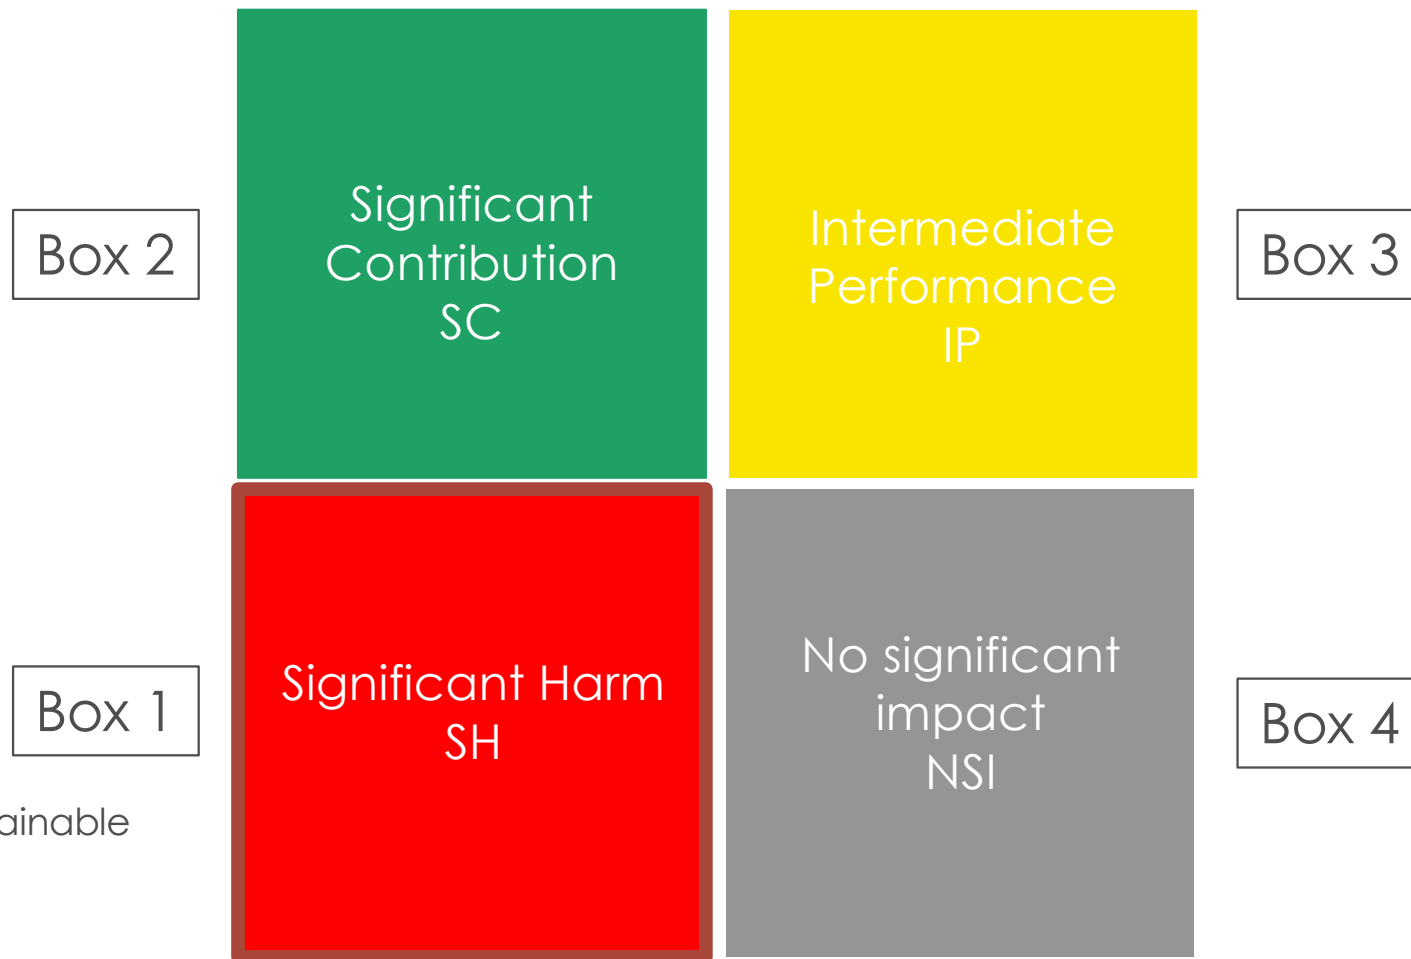 Box 2
Significant
Contribution
SC
Intermediate
Performance
IP
Box 3
Box 1
Significant Harm
SH
No significant
impact
NSI
Box 4
ainable